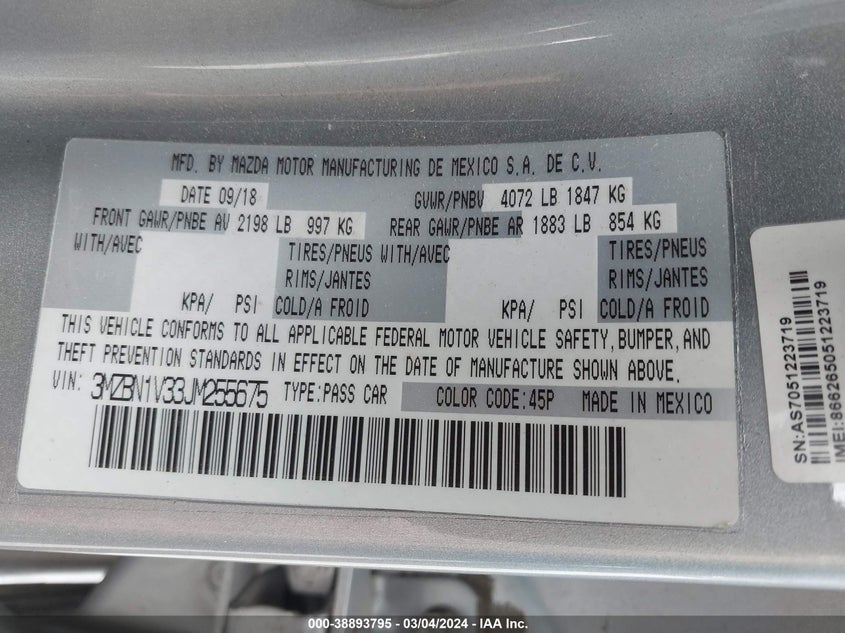 MFD. BY MAZDA MOTOR MANUFACTURING DE MEXICO S.A. DE C.V.
DATE 09/18 GVWR/PNBV 4072 LB 1847 KG
FRONT GAWR/PNBE AV 2198 LB 997 KG REAR GAWR/PNBE AR 1883 LB 854 KG
WITH/AVEC TIRES/PNEUS WITH/AVEC TIRES/PNEUS
RIMS/JANTES RIMS/JANTES
KPA/ PSI COLD/A FROID KPA/ PSI COLD/A FROID
THIS VEHICLE CONFORMS TO ALL APPLICABLE FEDERAL MOTOR VEHICLE SAFETY, BUMPER, AND
THEFT PREVENTION STANDARDS IN EFFECT ON THE DATE OF MANUFACTURE SHOWN ABOVE.
VIN: 3MZBN1V33JM255675 TYPE:PASS CAR COLOR CODE:45P MADE IN MEXICO
SN:AS7051223719
IMEI:866265051223719
000-38893795 - 03/04/2024 - IAA Inc.